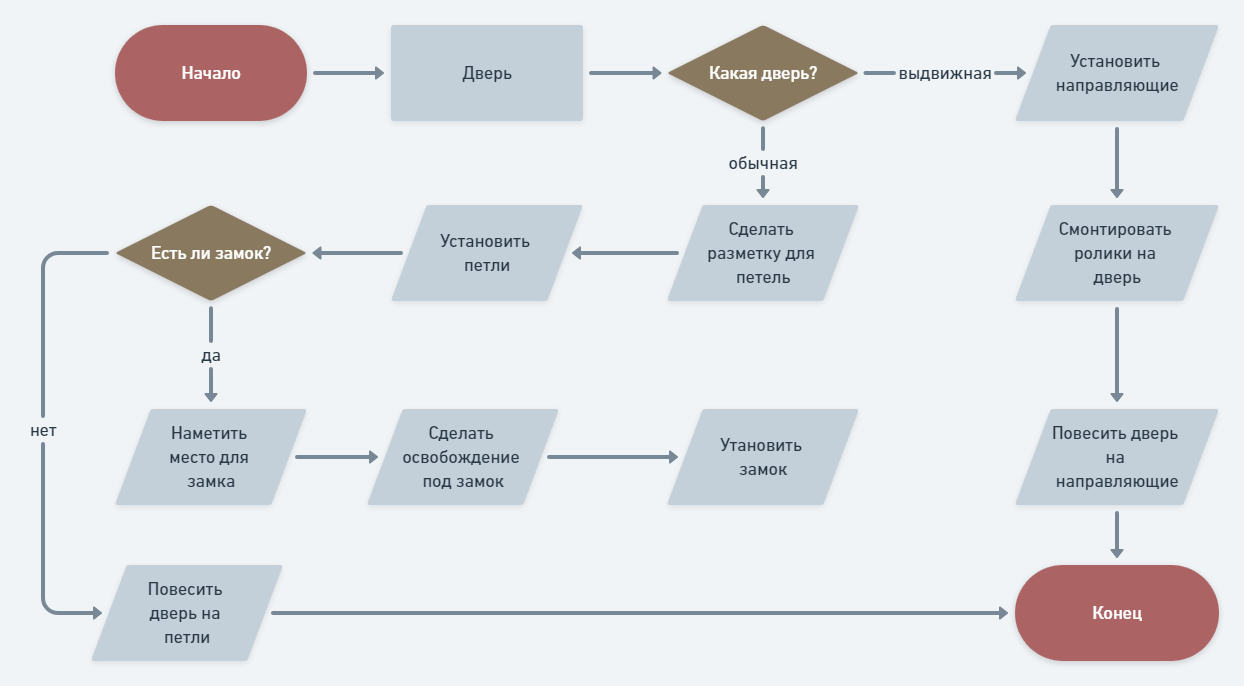 Начало
Дверь
Какая дверь?
выдвижная
Установить
направляющие
обычная
Есть ли замок?
Установить
петли
Сделать
разметку для
петель
Смонтировать
ролики на
дверь
да
нет
Наметить
место для
замка
Сделать
освобождение
под замок
Утановить
замок
Повесить дверь
на
направляющие
Повесить
дверь на
петли
Конец